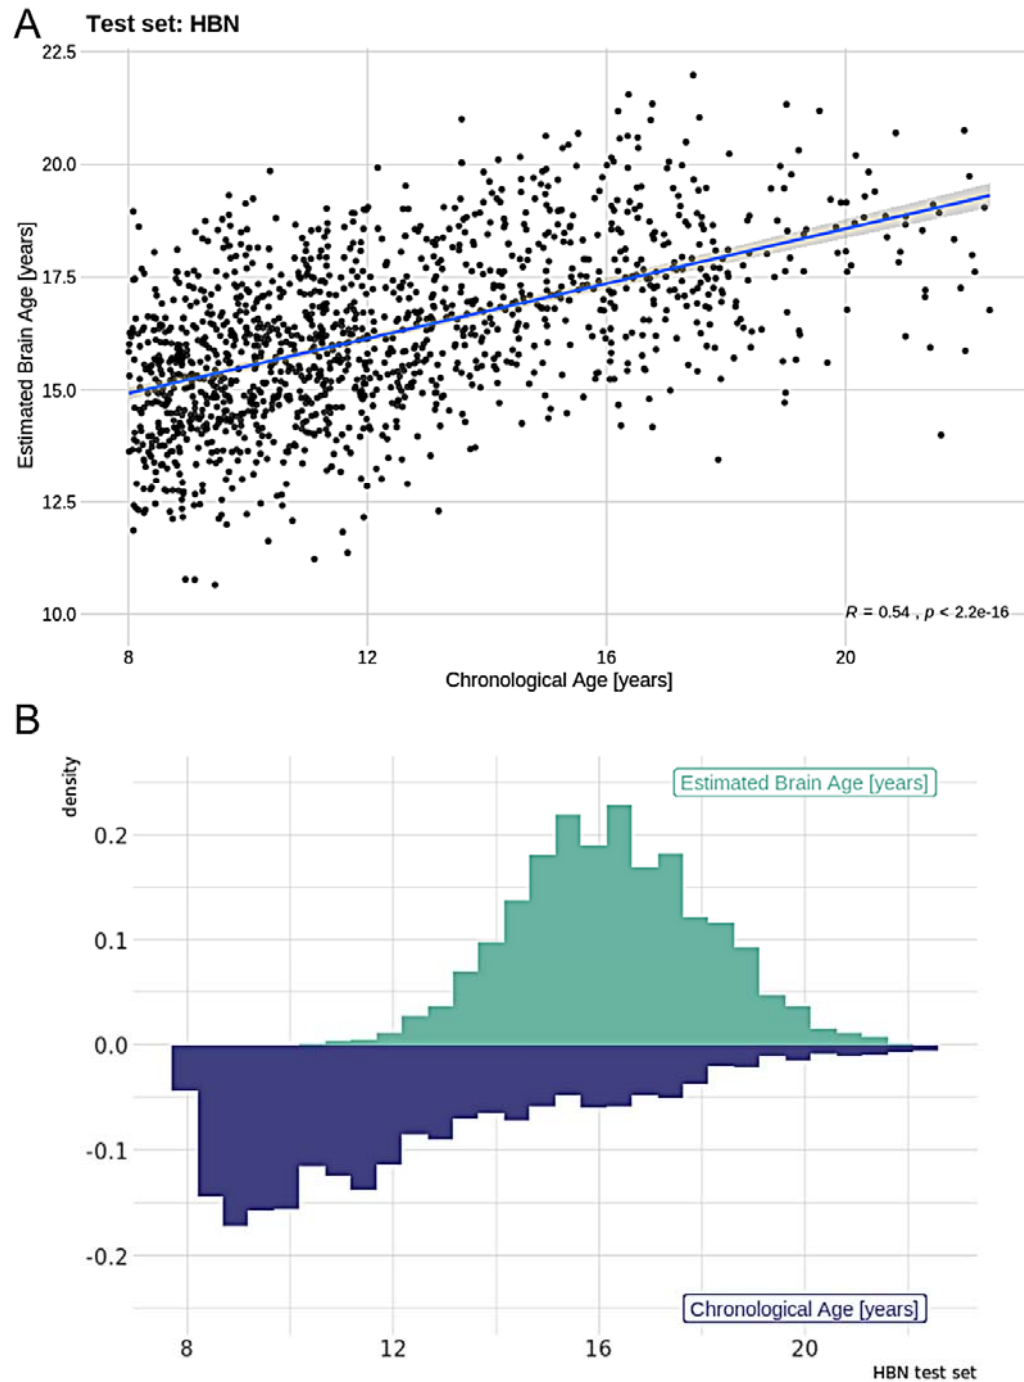 A
Test set: HBN
22.5
20.0
17.5
15.0
12.5
10.0
Estimated Brain Age [years]
R = 0.54 , p < 2.2e-16
8 12 16 20
Chronological Age [years]
B
density
Estimated Brain Age [years]
0.2
0.1
0.0
-0.1
-0.2
Chronological Age [years]
8 12 16 20
HBN test set